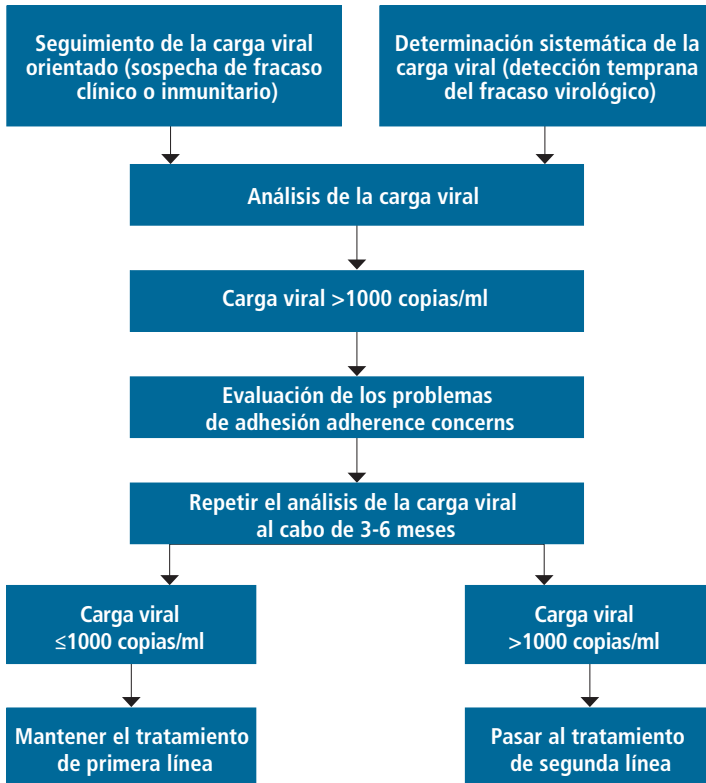 Seguimiento de la carga viral
orientado (sospecha de fracaso
clínico o inmunitario)
Determinación sistemática de la
carga viral (detección temprana
del fracaso virológico)
Análisis de la carga viral
Carga viral >1000 copias/ml
Evaluación de los problemas
de adhesión adherence concerns
Repetir el análisis de la carga viral
al cabo de 3-6 meses
Carga viral
≤1000 copias/ml
Carga viral
>1000 copias/ml
Mantener el tratamiento
de primera línea
Pasar al tratamiento
de segunda línea